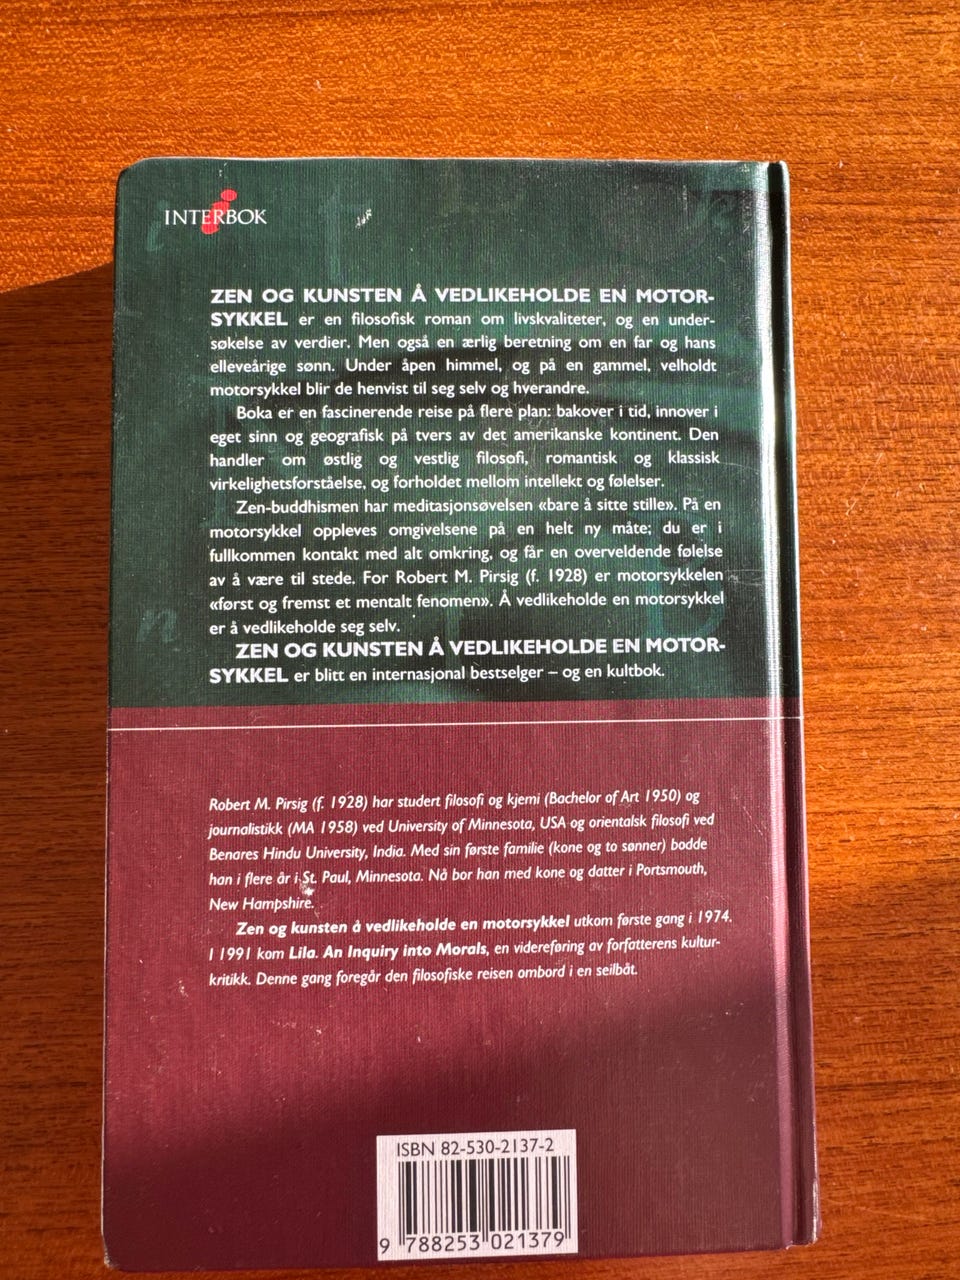 INTERBOK
ZEN OG KUNSTEN Å VEDLIKEHOLDE EN MOTOR-
SYKKEL er en filosofisk roman om livskvaliteter, og en under-
søkelse av verdier. Men også en ærlig beretning om en far og hans
elleveårige sønn. Under åpen himmel, og på en gammel, velholdt
motorsykkel blir de henvist til seg selv og hverandre.
Boka er en fascinerende reise på flere plan: bakover i tid, innover i
eget sinn og geografisk på tvers av det amerikanske kontinent. Den
handler om østlig og vestlig filosofi, romantisk og klassisk
virkelighetsforståelse, og forholdet mellom intellekt og følelser.
Zen-buddhismen har meditasjonsøvelsen «bare å sitte stille». På en
motorsykkel oppleves omgivelsene på en helt ny måte; du er i
fullkommen kontakt med alt omkring, og får en overveldende følelse
av å være til stede. For Robert M. Pirsig (f. 1928) er motorsykkelen
«først og fremst et mentalt fenomen». Å vedlikeholde en motorsykkel
er å vedlikeholde seg selv.
ZEN OG KUNSTEN Å VEDLIKEHOLDE EN MOTOR-
SYKKEL er blitt en internasjonal bestselger – og en kultbok.
Robert M. Pirsig (f. 1928) har studert filosofi og kjemi (Bachelor of Art 1950) og
journalistikk (MA 1958) ved University of Minnesota, USA og orientalsk filosofi ved
Benares Hindu University, India. Med sin første familie (kone og to sønner) bodde
han i flere år i St. Paul, Minnesota. Nå bor han med kone og datter i Portsmouth,
New Hampshire.
Zen og kunsten å vedlikeholde en motorsykkel utkom første gang i 1974.
I 1991 kom Lila. An Inquiry into Morals, en videreføring av forfatterens kultur-
kritikk. Denne gang foregår den filosofiske reisen ombord i en seilbåt.
ISBN 82-530-2137-2
9 788253 021379